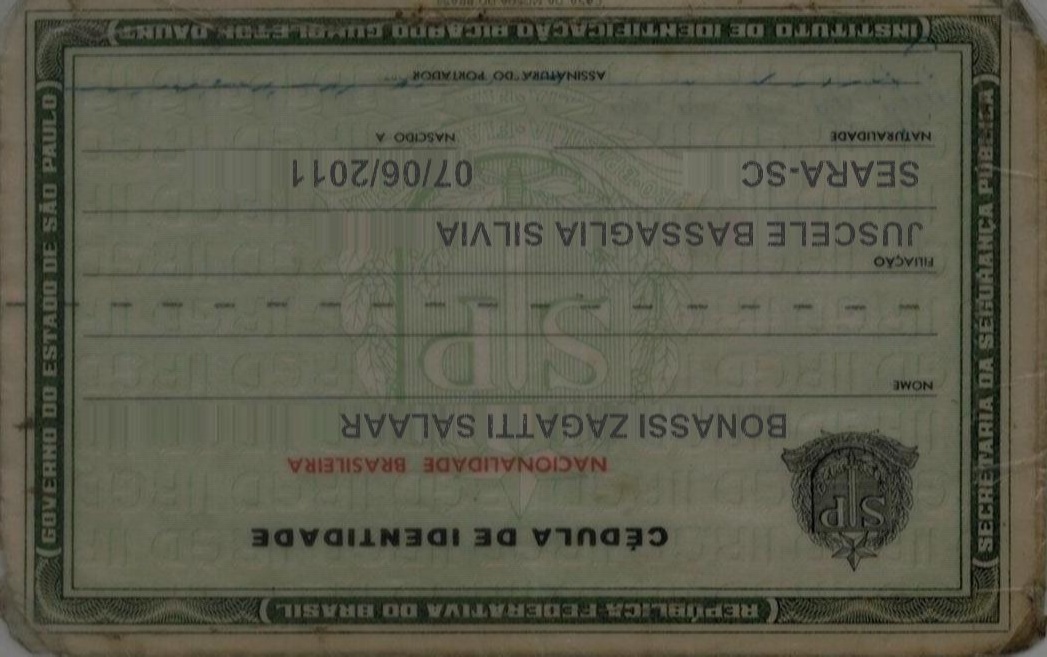 REPÚBLICA FEDERATIVA DO BRASIL
SP
CÉDULA DE IDENTIDADE
NACIONALIDADE BRASILEIRA
BONASSI ZAGATTI SALAAR
NOME
SP
FILIAÇÃO
JUSCELE BASSAGLIA SILVIA
SEARA-SC 07/06/2011
NATURALIDADE NASCIDO A
ASSINATURA DO PORTADOR
INSTITUTO DE IDENTIFICAÇÃO RICARDO GUMBLETON DAUNT
SECRETARIA DA SEGURANÇA PÚBLICA
GOVERNO DO ESTADO DE SÃO PAULO